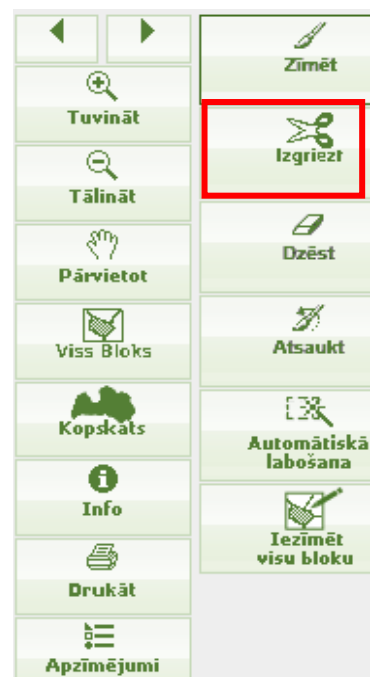 Tuvināt
Tālināt
Pārvietot
Viss Bloks
Kopskats
Info
Drukāt
Apzīmējumi
Zīmēt
Izgriezt
Dzēst
Atsaukt
Automātiskā
labošana
Iezīmēt
visu bloku